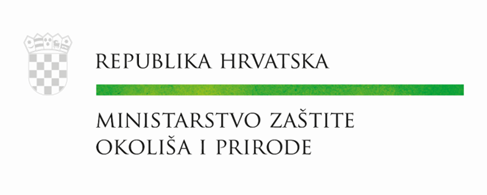 REPUBLIKA HRVATSKA
MINISTARSTVO ZAŠTITE
OKOLIŠA I PRIRODE